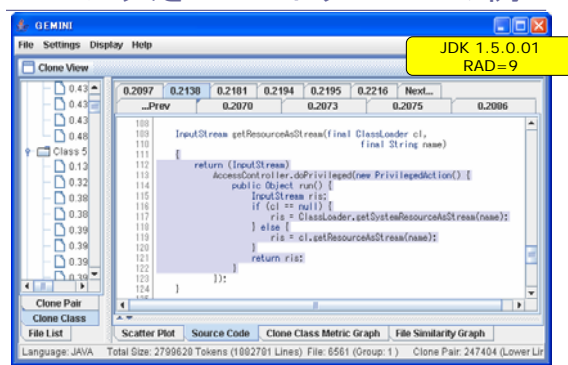 GEMINI
File Settings Display Help
JDK 1.5.0.01
RAD=9
Clone View
0.43
0.43
0.43
0.48
Class 5
0.13
0.32
0.38
0.38
0.39
0.39
0.39
0.39
Clone Pair
Clone Class
File List
0.2097 0.2138 0.2181 0.2194 0.2195 0.2216 Next...
...Prev 0.2070 0.2073 0.2075 0.2086
108
109 InputStream getResourceAsStream(final ClassLoader cl,
110 final String name)
111 {
112 return (InputStream)
113 AccessController.doPrivileged(new PrivilegedAction() {
114 public Object run() {
115 InputStream ris;
116 if (cl == null) {
117 ris = ClassLoader.getSystemResourceAsStream(name);
118 } else {
119 ris = cl.getResourceAsStream(name);
120 }
121 return ris;
122 }
123 });
124 }
Scatter Plot Source Code Clone Class Metric Graph File Similarity Graph
Language: JAVA Total Size: 2799620 Tokens (1082781 Lines) File: 6561 (Group: 1 ) Clone Pair: 247404 (Lower Lir